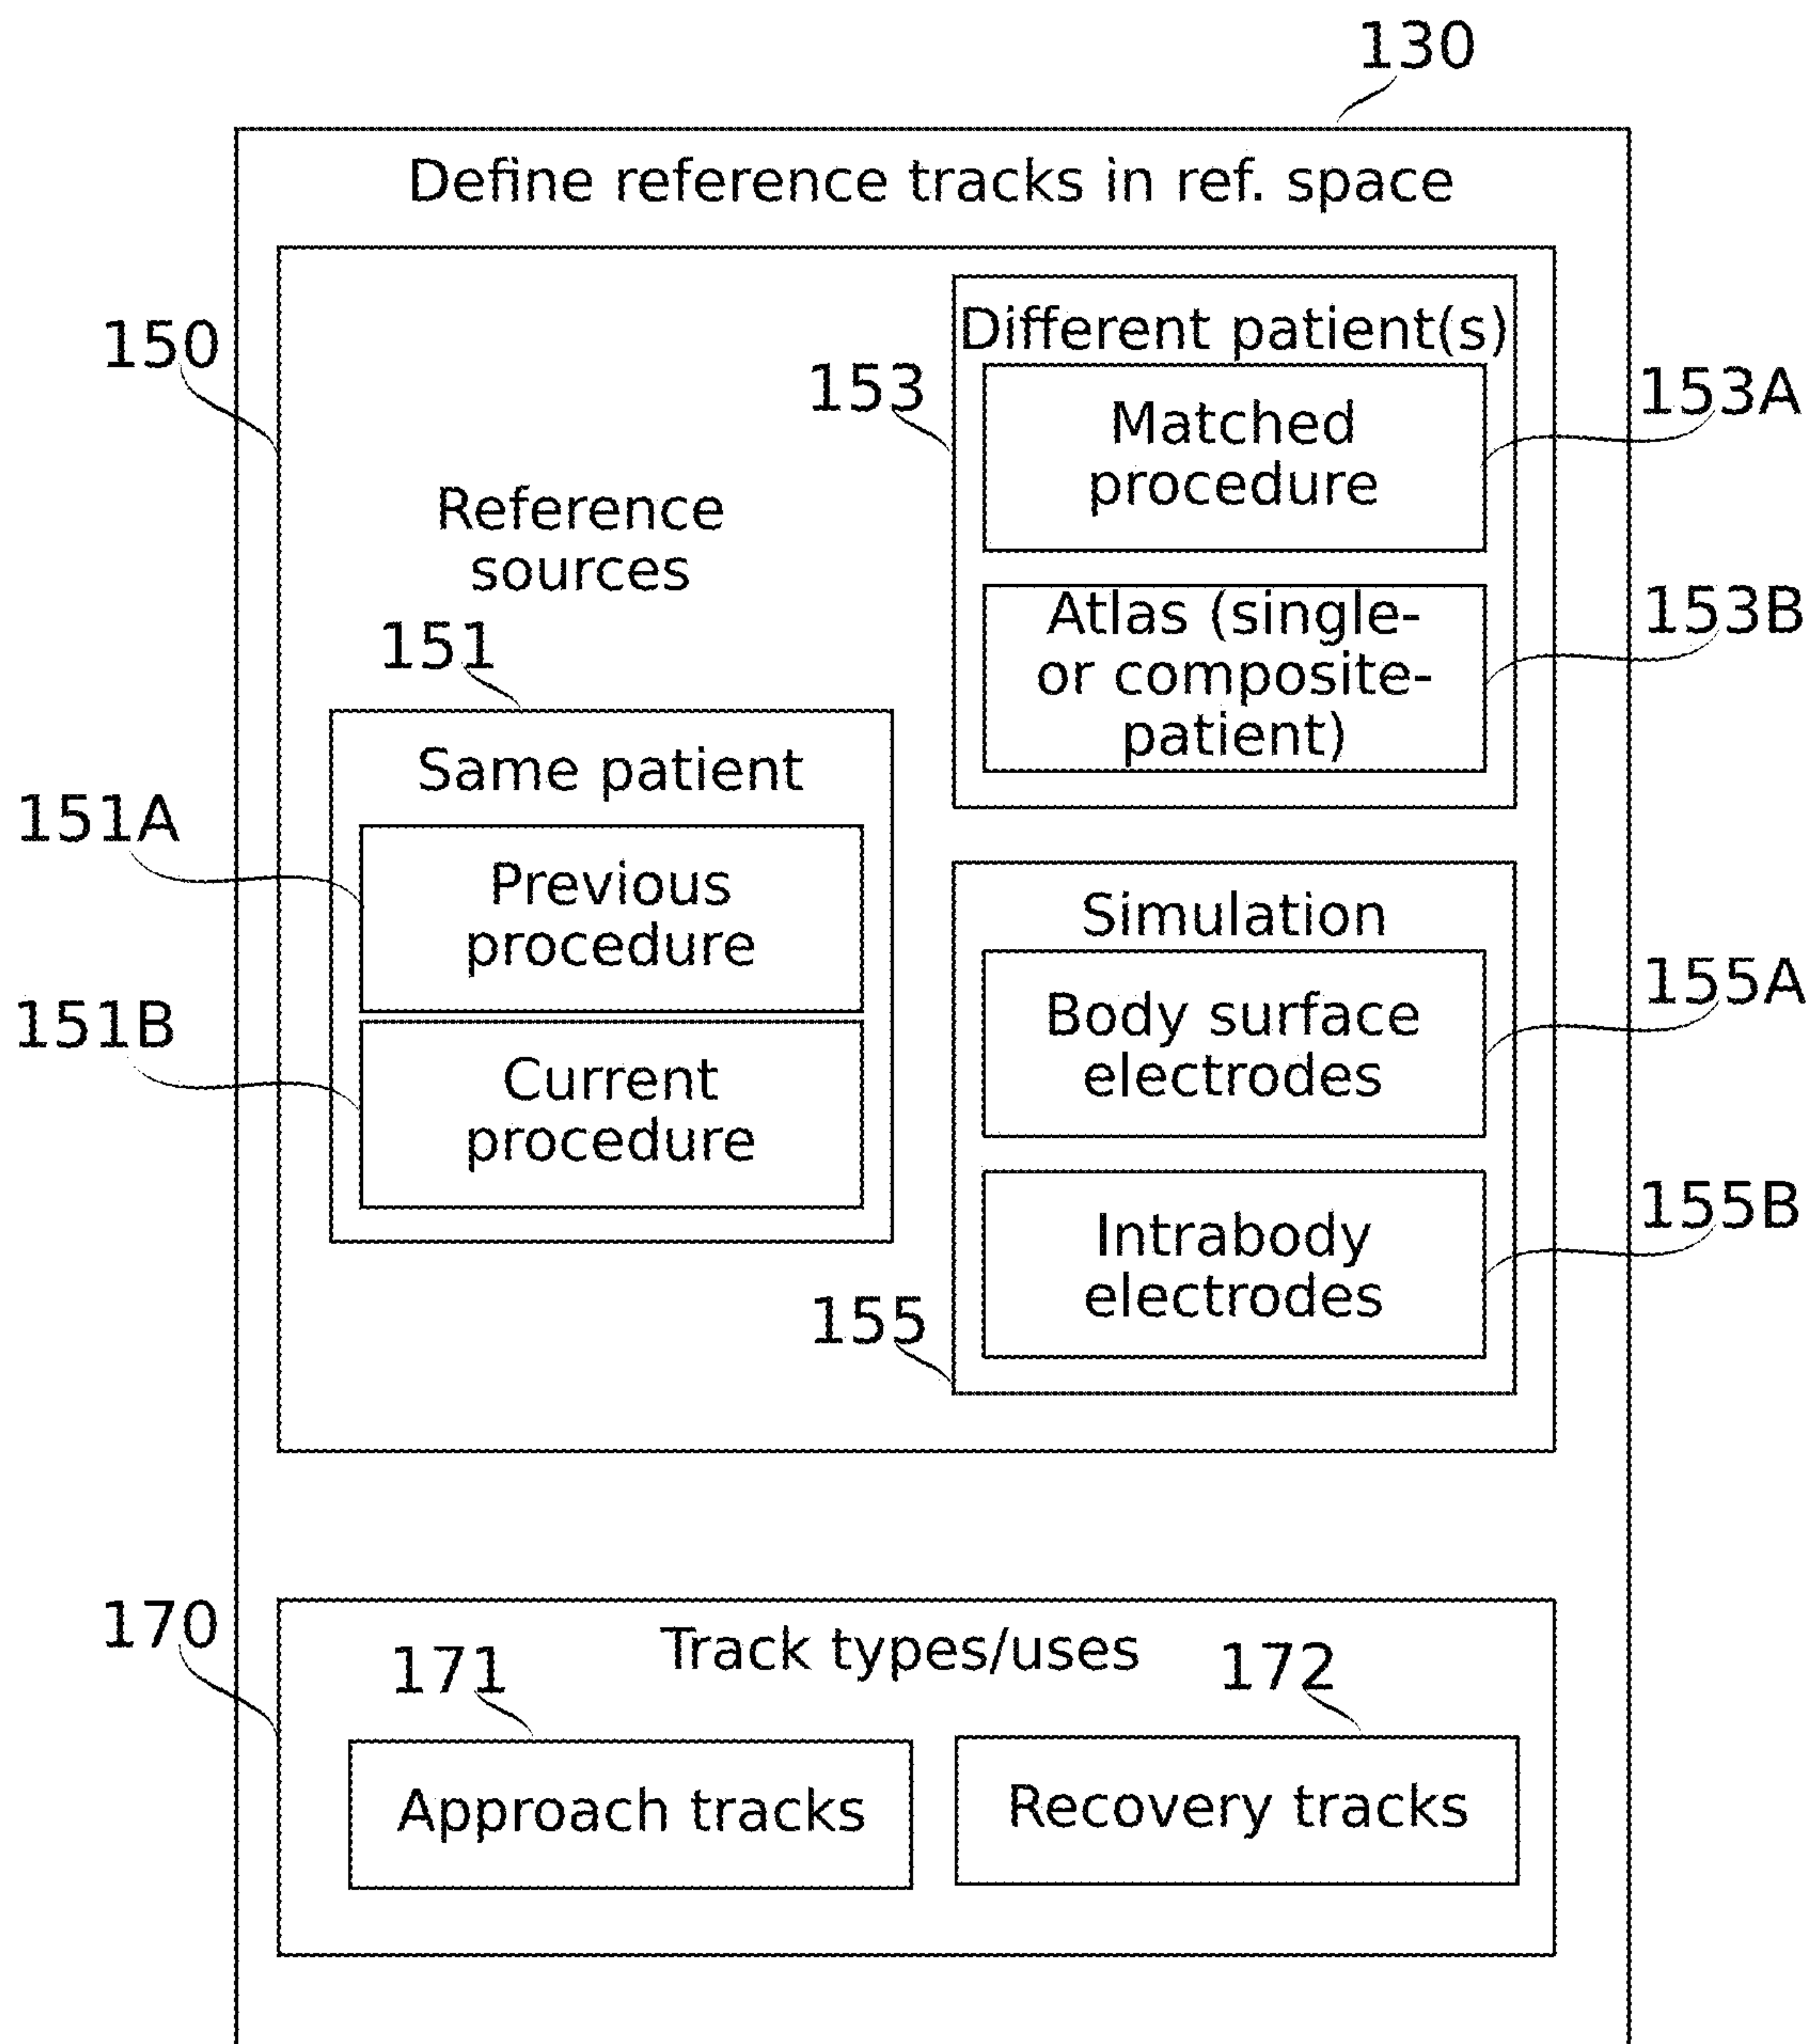 130
Define reference tracks in ref. space
150
Reference
sources
151
Same patient
151A
Previous
procedure
151B
Current
procedure
153
Different patient(s)
153A
Matched
procedure
153B
Atlas (single-
or composite-
patient)
155
Simulation
155A
Body surface
electrodes
155B
Intrabody
electrodes
170
Track types/uses
171
Approach tracks
172
Recovery tracks